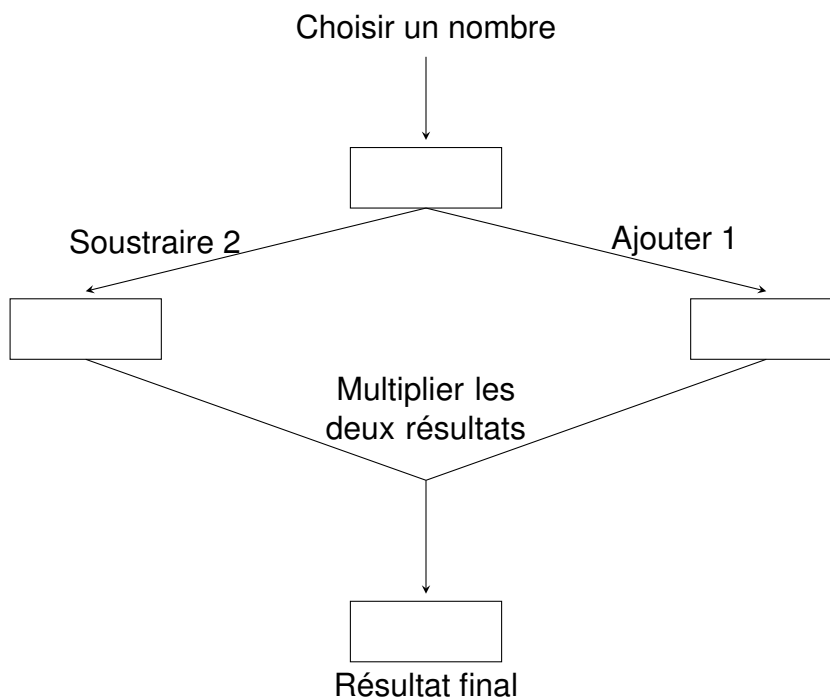 Choisir un nombre
Soustraire 2
Ajouter 1
Multiplier les
deux résultats
Résultat final